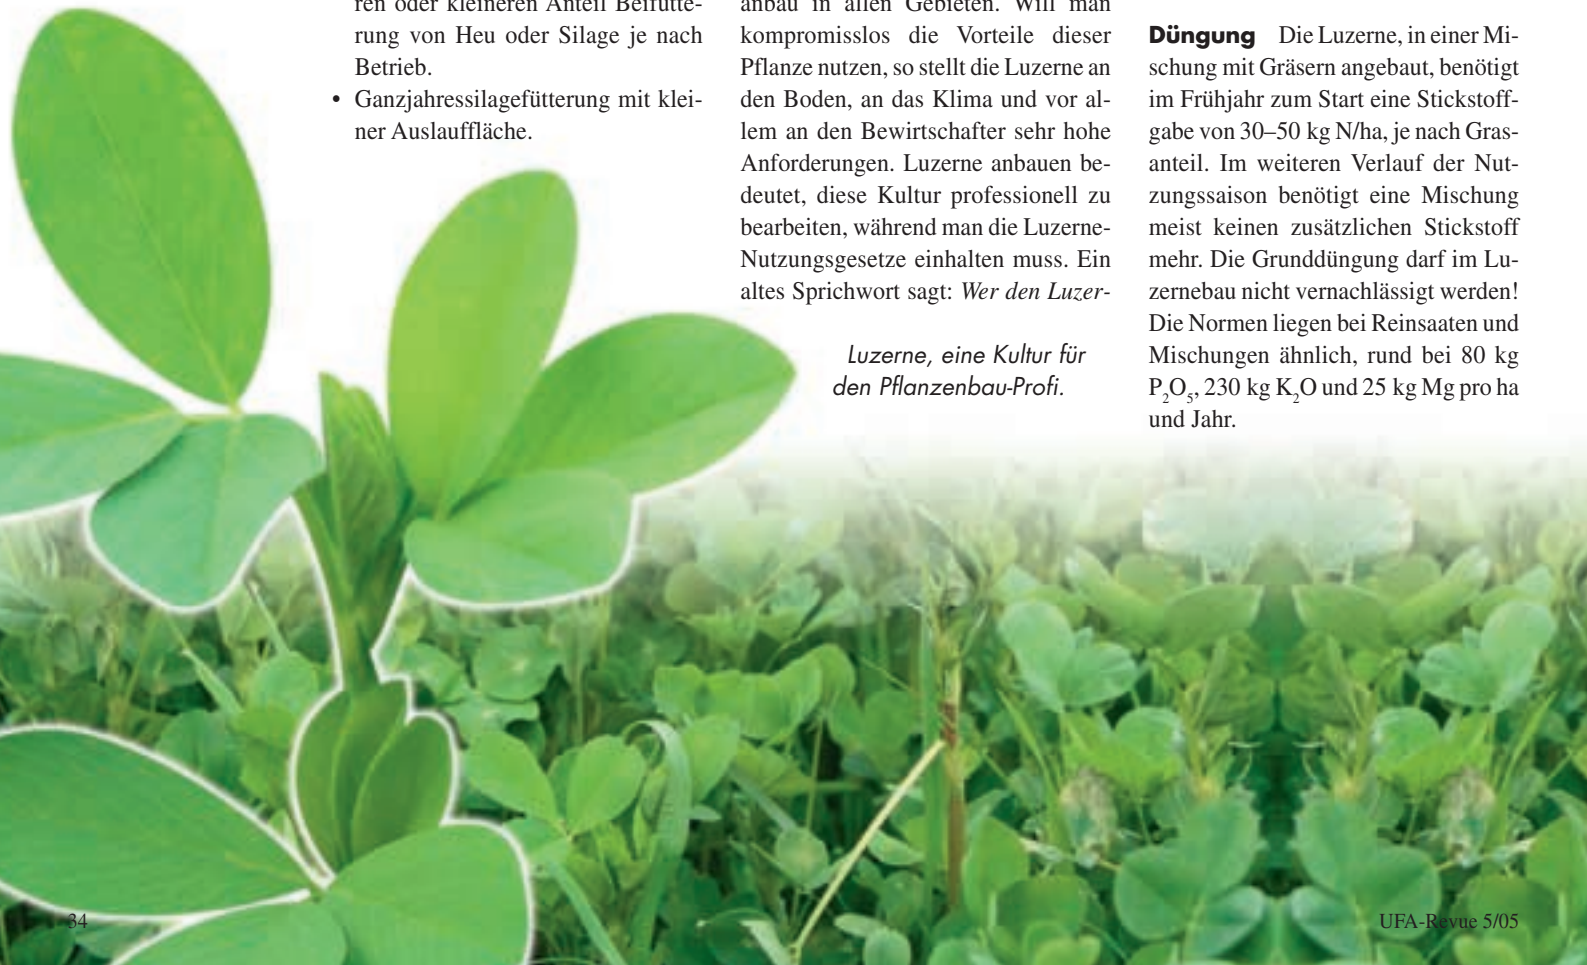 ren oder kleineren Anteil Beifütte-
rung von Heu oder Silage je nach
Betrieb.
• Ganzjahressilagefütterung mit klei-
ner Auslauffläche.
anbau in allen Gebieten. Will man
kompromisslos die Vorteile dieser
Pflanze nutzen, so stellt die Luzerne an
den Boden, an das Klima und vor al-
lem an den Bewirtschafter sehr hohe
Anforderungen. Luzerne anbauen be-
deutet, diese Kultur professionell zu
bearbeiten, während man die Luzerne-
Nutzungsgesetze einhalten muss. Ein
altes Sprichwort sagt: Wer den Luzer-
Luzerne, eine Kultur für
den Pflanzenbau-Profi.
Düngung Die Luzerne, in einer Mi-
schung mit Gräsern angebaut, benötigt
im Frühjahr zum Start eine Stickstoff-
gabe von 30–50 kg N/ha, je nach Gras-
anteil. Im weiteren Verlauf der Nut-
zungssaison benötigt eine Mischung
meist keinen zusätzlichen Stickstoff
mehr. Die Grunddüngung darf im Lu-
zernebau nicht vernachlässigt werden!
Die Normen liegen bei Reinsaaten und
Mischungen ähnlich, rund bei 80 kg
P₂O₅, 230 kg K₂O und 25 kg Mg pro ha
und Jahr.
34
UFA-Revue 5/05